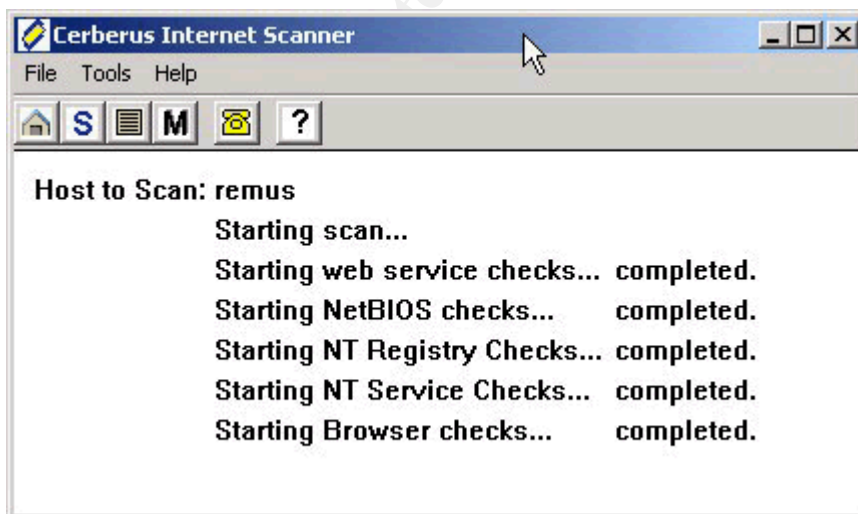 Cerberus Internet Scanner
File Tools Help
S M ?
Host to Scan: remus
Starting scan...
Starting web service checks... completed.
Starting NetBIOS checks... completed.
Starting NT Registry Checks... completed.
Starting NT Service Checks... completed.
Starting Browser checks... completed.